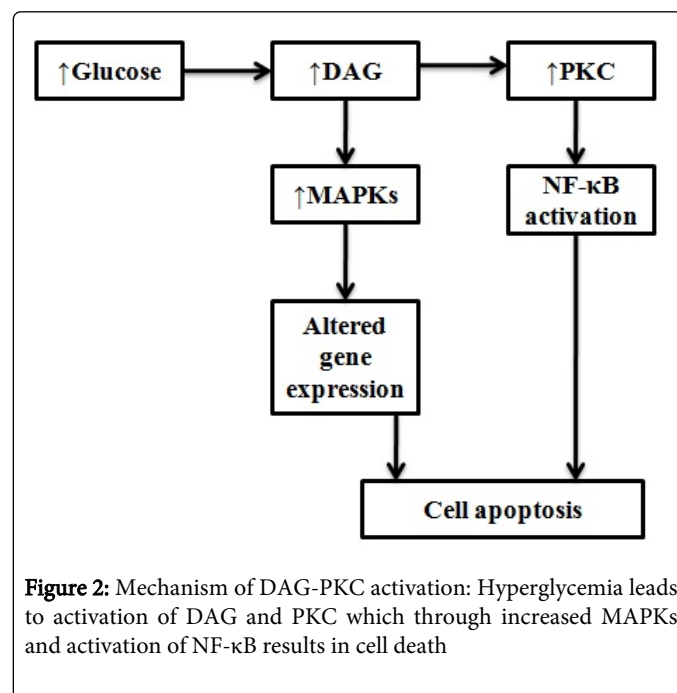 ↑Glucose
↑DAG
↑PKC
↑MAPKs
NF-κB
activation
Altered
gene
expression
Cell apoptosis
Figure 2: Mechanism of DAG-PKC activation: Hyperglycemia leads
to activation of DAG and PKC which through increased MAPKs
and activation of NF-κB results in cell death